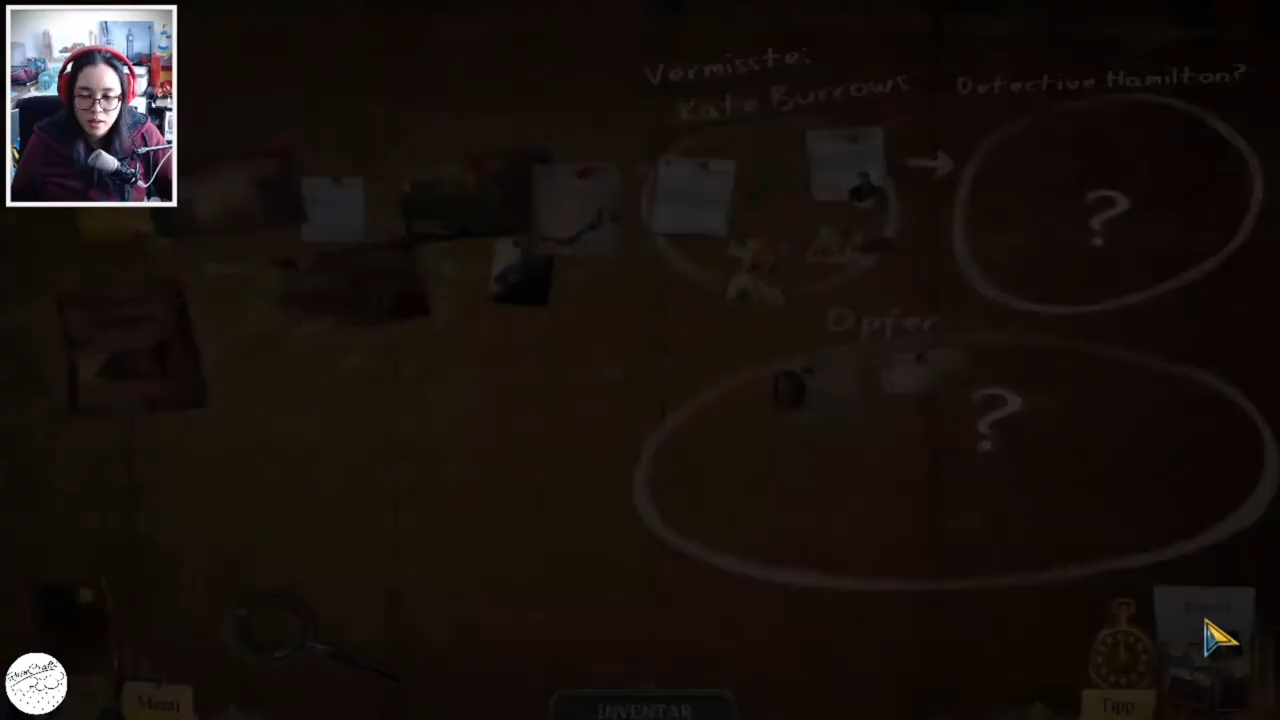 Vermisste:
Kate Burrows
Detective Hamilton?
?
Opfer
?
Menü
INVENTAR
Tipp